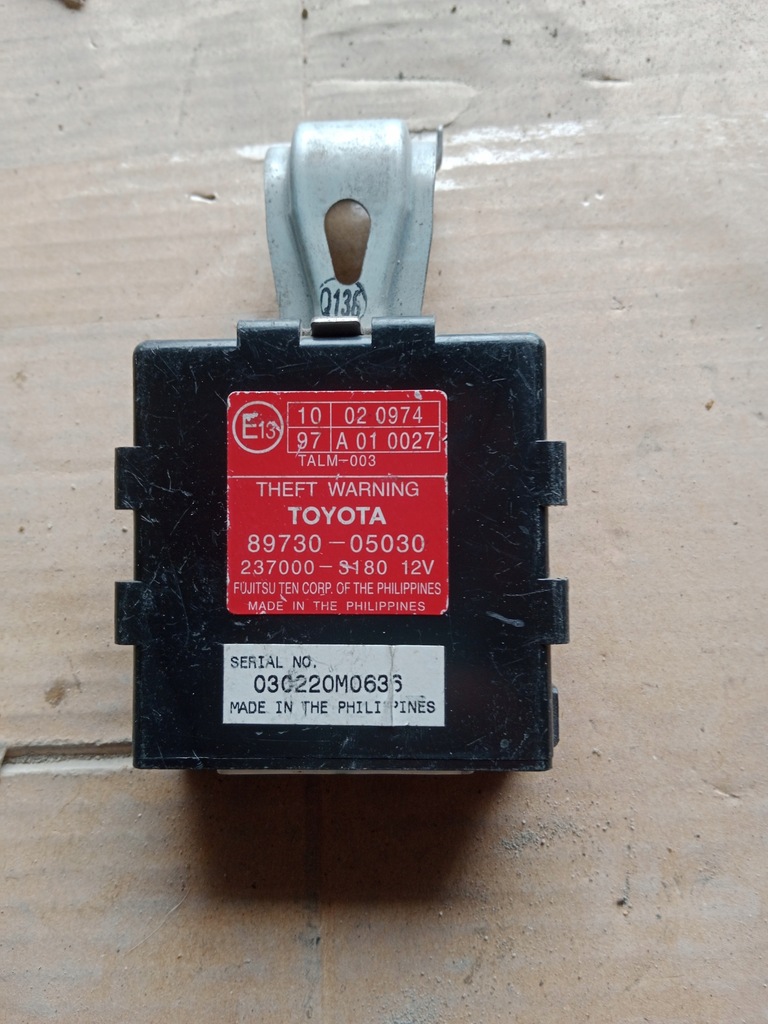 Q136
E13
10 02 0974
97 A 01 0027
TALM-003
THEFT WARNING
TOYOTA
89730-05030
237000-3180 12V
FUJITSU TEN CORP. OF THE PHILIPPINES
MADE IN THE PHILIPPINES
SERIAL NO.
030220M0636
MADE IN THE PHILIPPINES